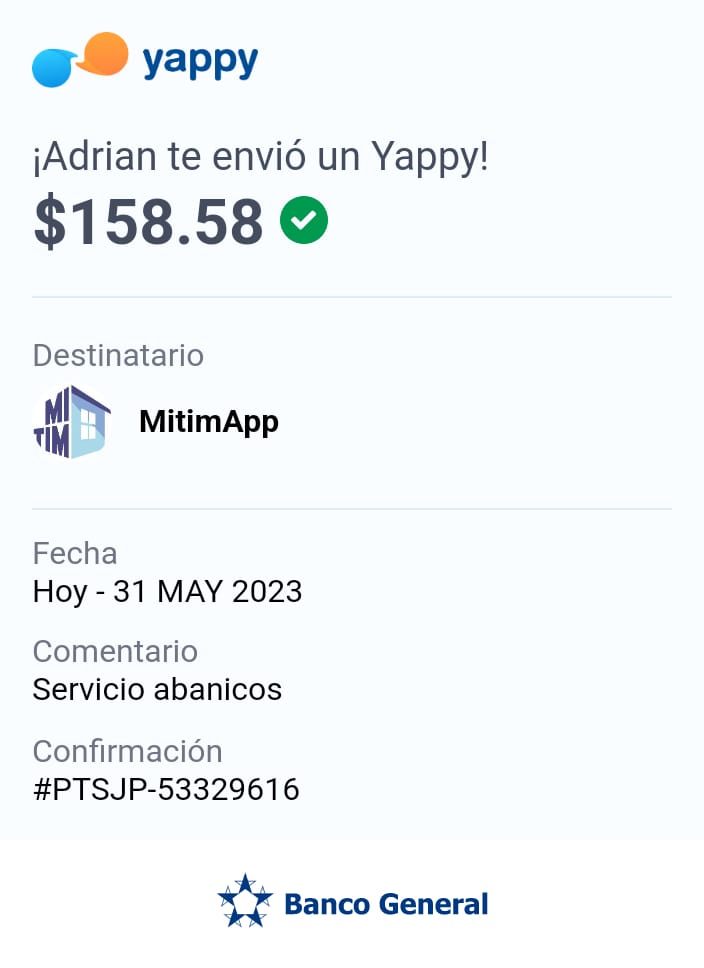 yappy
¡Adrian te envió un Yappy!
$158.58
Destinatario
MI
TIM
MitimApp
Fecha
Hoy - 31 MAY 2023
Comentario
Servicio abanicos
Confirmación
#PTSJP-53329616
Banco General